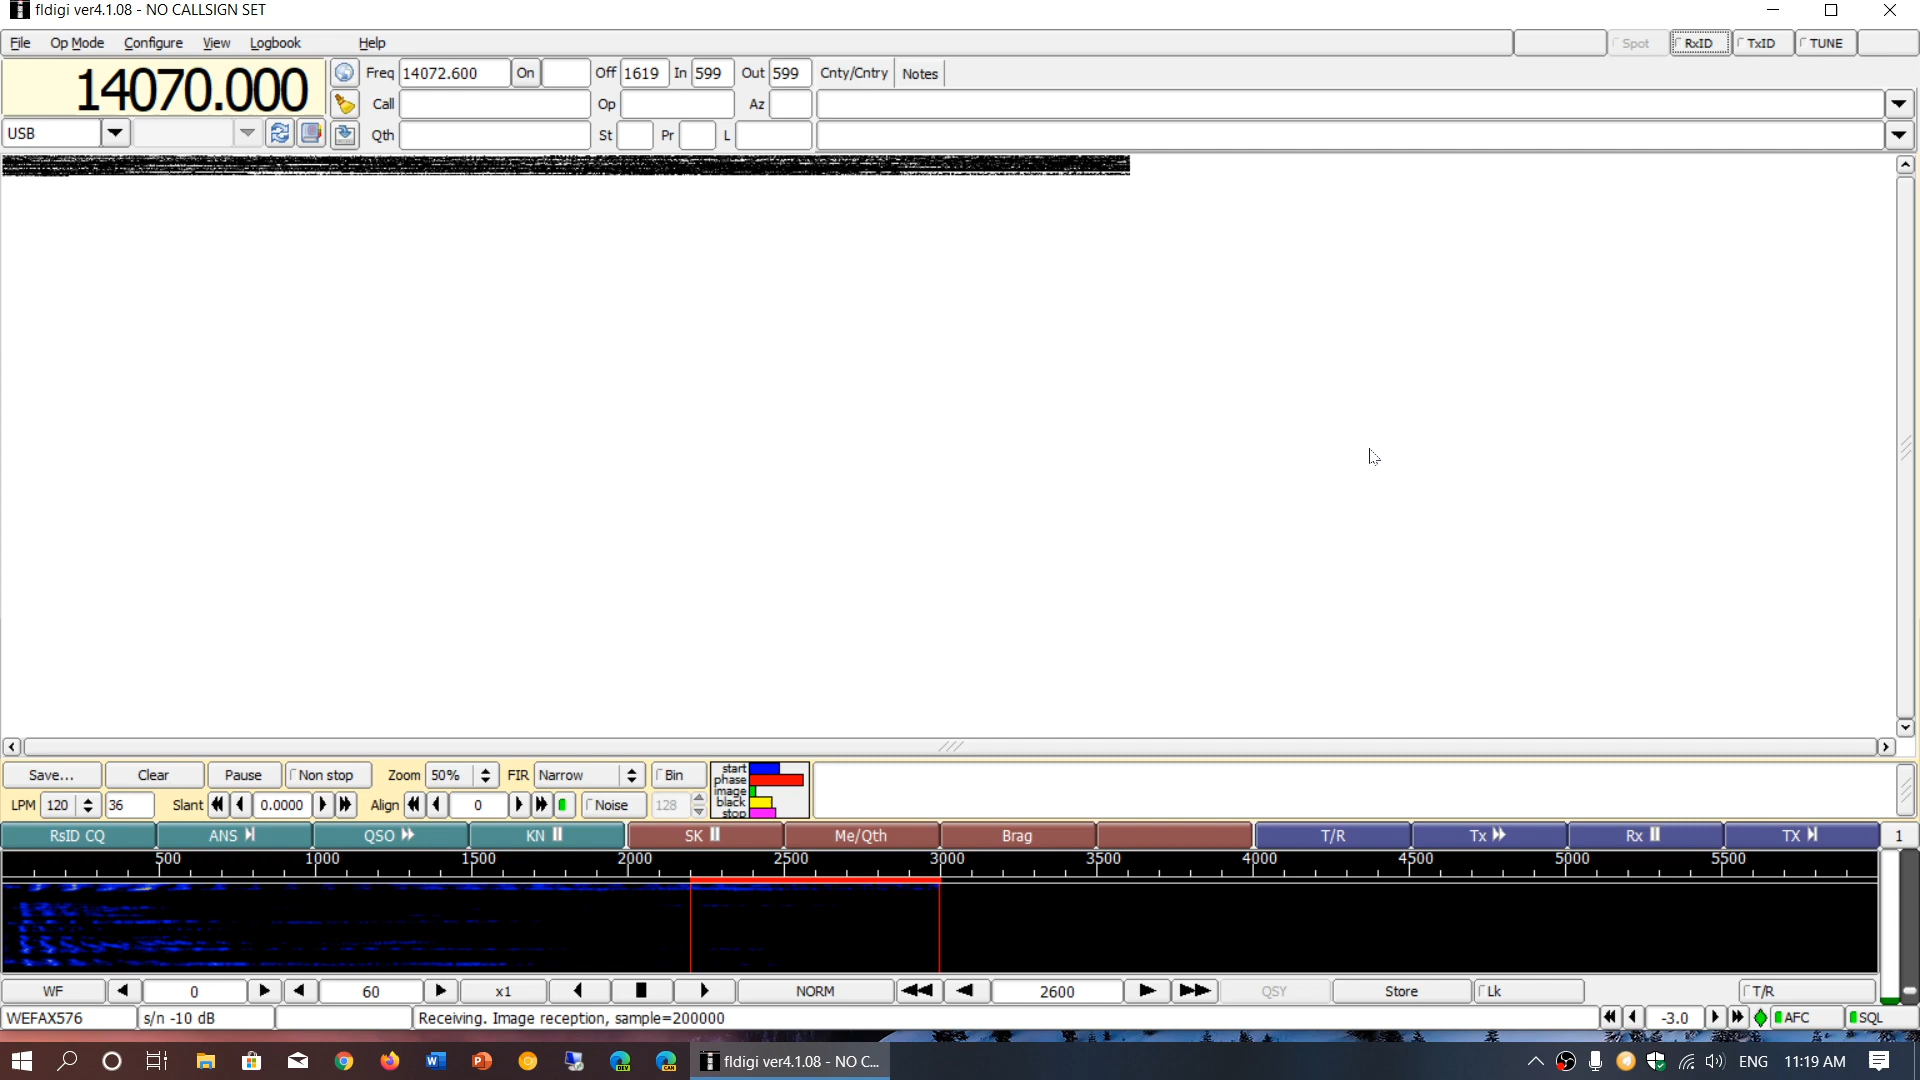 fldigi ver4.1.08 - NO CALLSIGN SET
File Op Mode Configure View Logbook Help Spot RxID TxID TUNE
14070.000
Freq 14072.600 On Off 1619 In 599 Out 599 Cnty/Cntry Notes
Call Op Az
USB Qth St Pr L
Save... Clear Pause Non stop Zoom 50% FIR Narrow Bin
start
phase
image
black
stop
LPM 120 36 Slant 0.0000 Align 0 Noise 128
RsID CQ ANS QSO KN SK Me/Qth Brag T/R Tx Rx TX 1
500 1000 1500 2000 2500 3000 3500 4000 4500 5000 5500
WF 0 60 x1 NORM 2600 QSY Store Lk T/R
WEFAX576 s/n -10 dB Receiving. Image reception, sample=200000 -3.0 AFC SQL
DEV CAN fldigi ver4.1.08 - NO C... ENG 11:19 AM